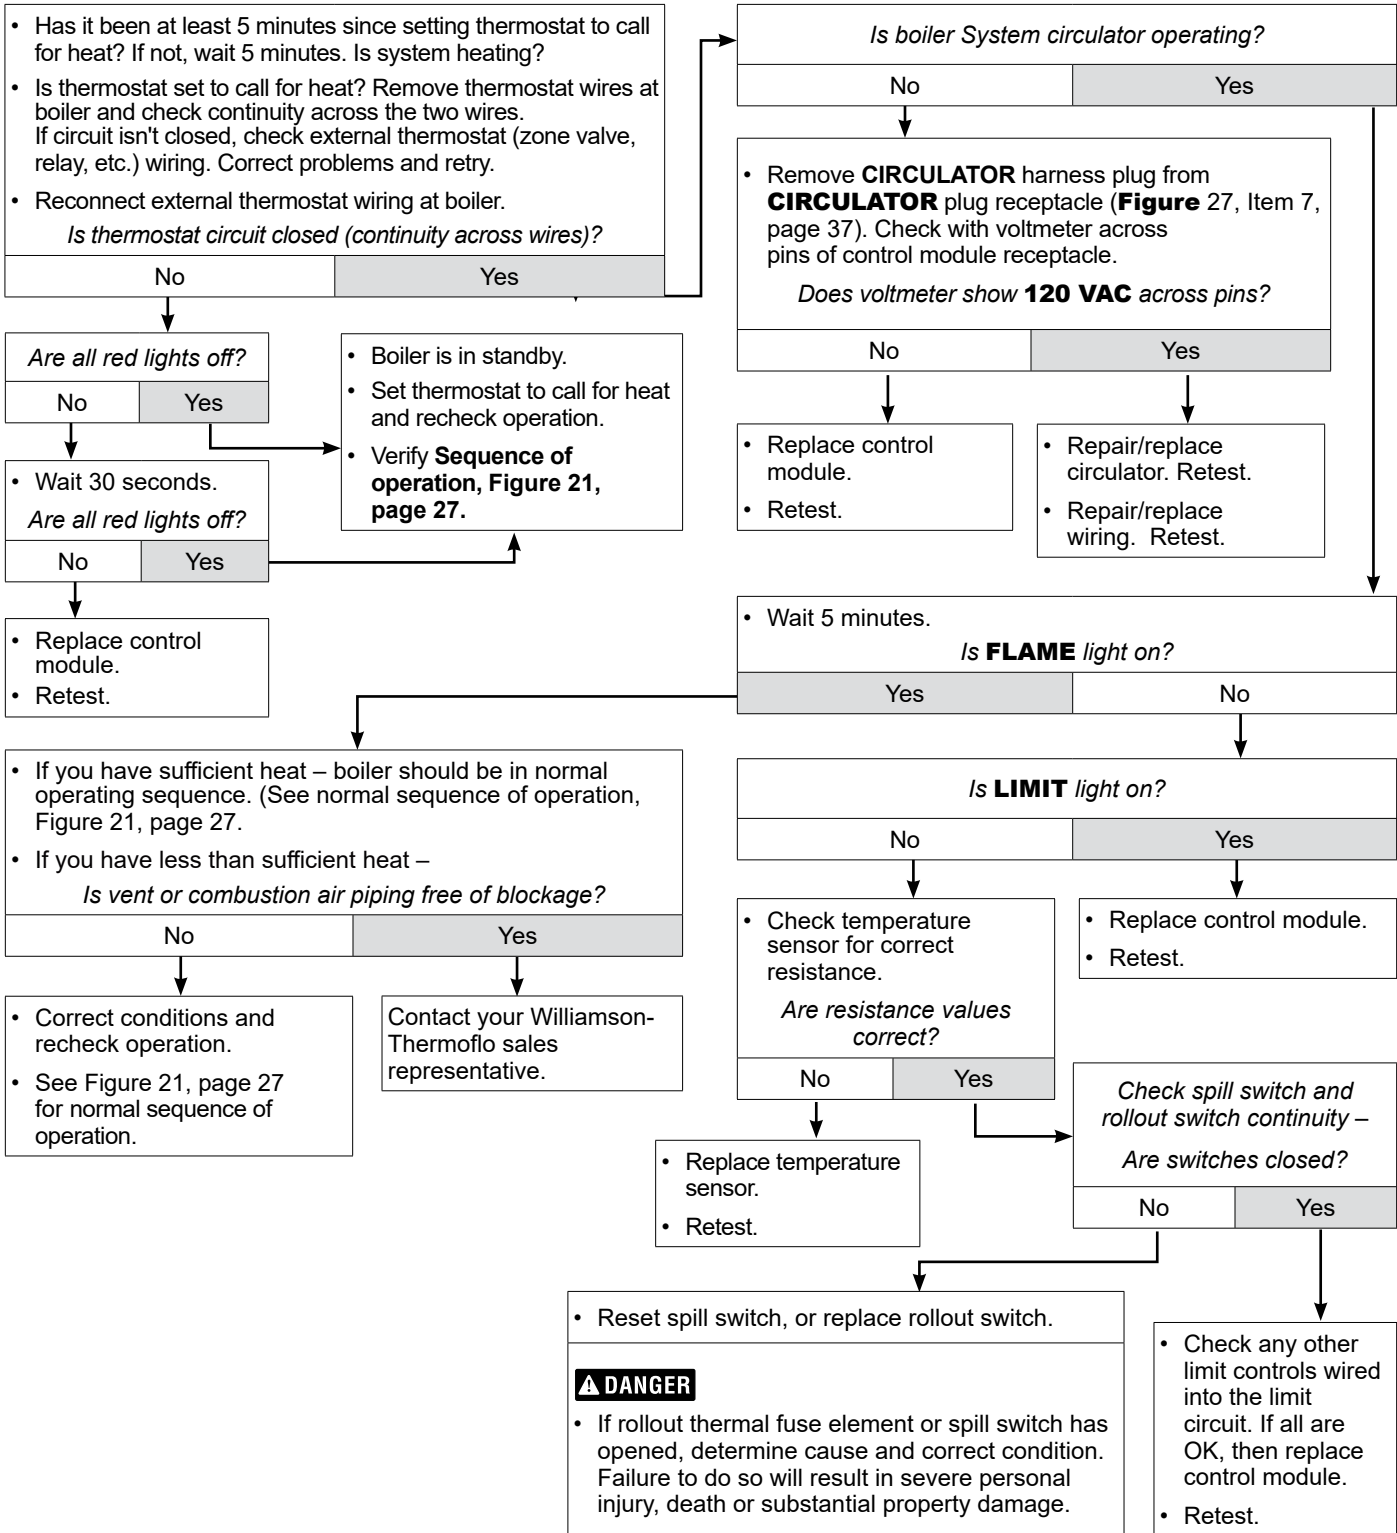 • Has it been at least 5 minutes since setting thermostat to call
for heat? If not, wait 5 minutes. Is system heating?
• Is thermostat set to call for heat? Remove thermostat wires at
boiler and check continuity across the two wires.
If circuit isn't closed, check external thermostat (zone valve,
relay, etc.) wiring. Correct problems and retry.
• Reconnect external thermostat wiring at boiler.
Is thermostat circuit closed (continuity across wires)?
No Yes
Are all red lights off?
No Yes
• Wait 30 seconds.
Are all red lights off?
No Yes
• Replace control
module.
• Retest.
• Boiler is in standby.
• Set thermostat to call for heat
and recheck operation.
• Verify Sequence of
operation, Figure 21,
page 27.
Is boiler System circulator operating?
No Yes
• Remove CIRCULATOR harness plug from
CIRCULATOR plug receptacle (Figure 27, Item 7,
page 37). Check with voltmeter across
pins of control module receptacle.
Does voltmeter show 120 VAC across pins?
No Yes
• Replace control
module.
• Retest.
• Repair/replace
circulator. Retest.
• Repair/replace
wiring. Retest.
• Wait 5 minutes.
Is FLAME light on?
Yes No
• If you have sufficient heat – boiler should be in normal
operating sequence. (See normal sequence of operation,
Figure 21, page 27.
• If you have less than sufficient heat –
Is vent or combustion air piping free of blockage?
No Yes
• Correct conditions and
recheck operation.
• See Figure 21, page 27
for normal sequence of
operation.
Contact your Williamson-
Thermoflo sales
representative.
Is LIMIT light on?
No Yes
• Check temperature
sensor for correct
resistance.
Are resistance values
correct?
No Yes
• Replace control module.
• Retest.
• Replace temperature
sensor.
• Retest.
Check spill switch and
rollout switch continuity –
Are switches closed?
No Yes
• Reset spill switch, or replace rollout switch.
DANGER
• If rollout thermal fuse element or spill switch has
opened, determine cause and correct condition.
Failure to do so will result in severe personal
injury, death or substantial property damage.
• Check any other
limit controls wired
into the limit
circuit. If all are
OK, then replace
control module.
• Retest.